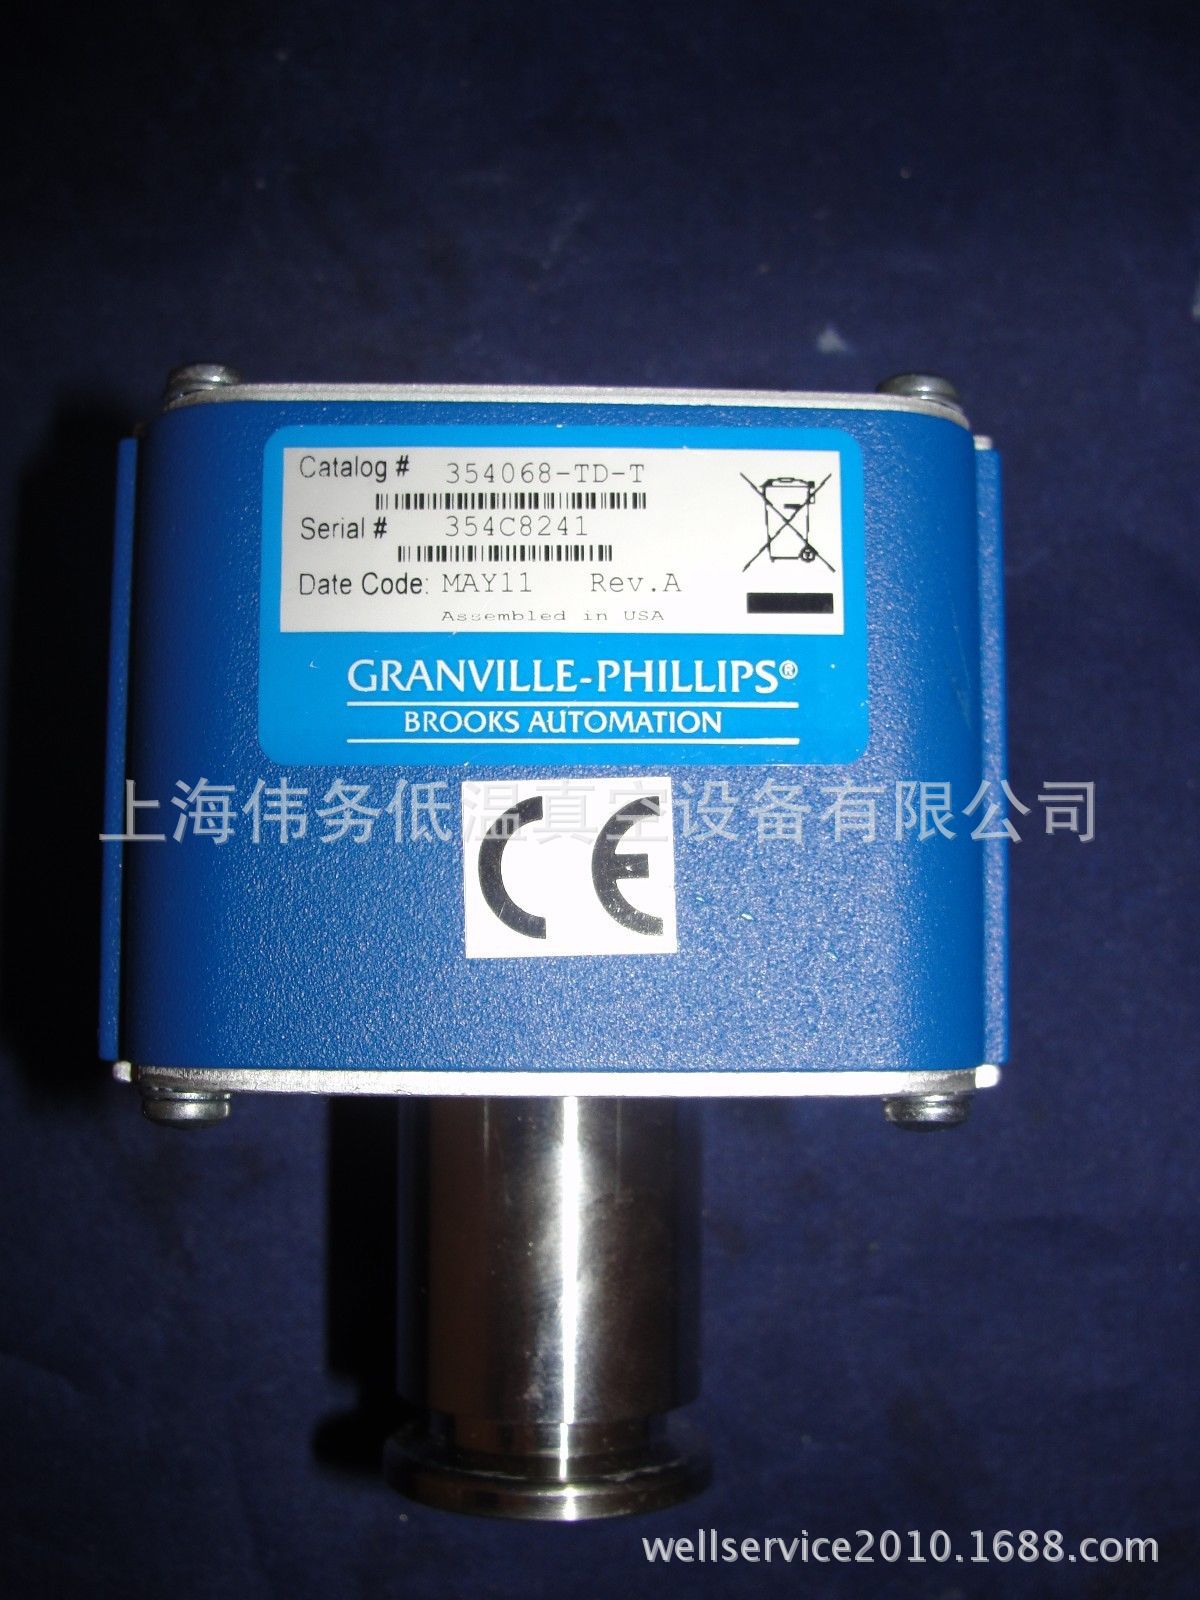 Catalog # 354068-TD-T
Serial # 354C8241
Date Code: MAY11 Rev.A
Assembled in USA
GRANVILLE-PHILLIPS®
BROOKS AUTOMATION
上海伟务低温真空设备有限公司
CE
wellservice2010.1688.com